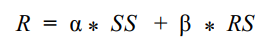 R = α * SS + β * RS